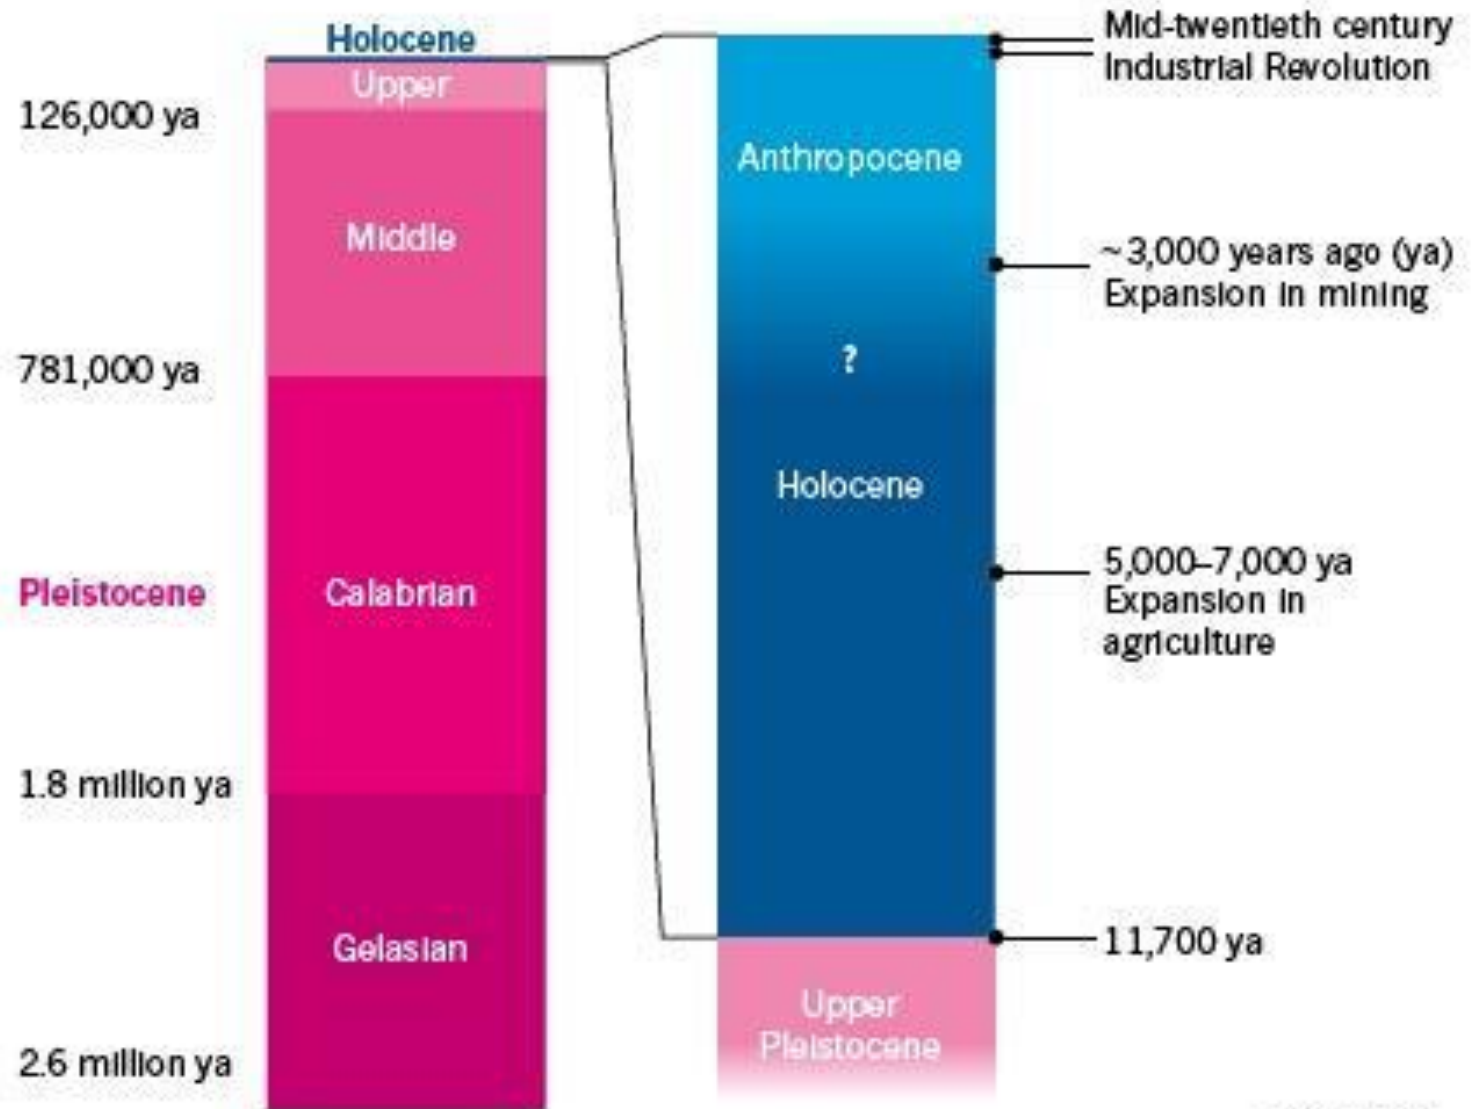 Holocene
Upper
126,000 ya
Middle
781,000 ya
Pleistocene
Calabrian
1.8 million ya
Gelasian
2.6 million ya
Mid-twentieth century
Industrial Revolution
Anthropocene
~3,000 years ago (ya)
Expansion in mining
?
Holocene
5,000–7,000 ya
Expansion in
agriculture
11,700 ya
Upper
Pleistocene